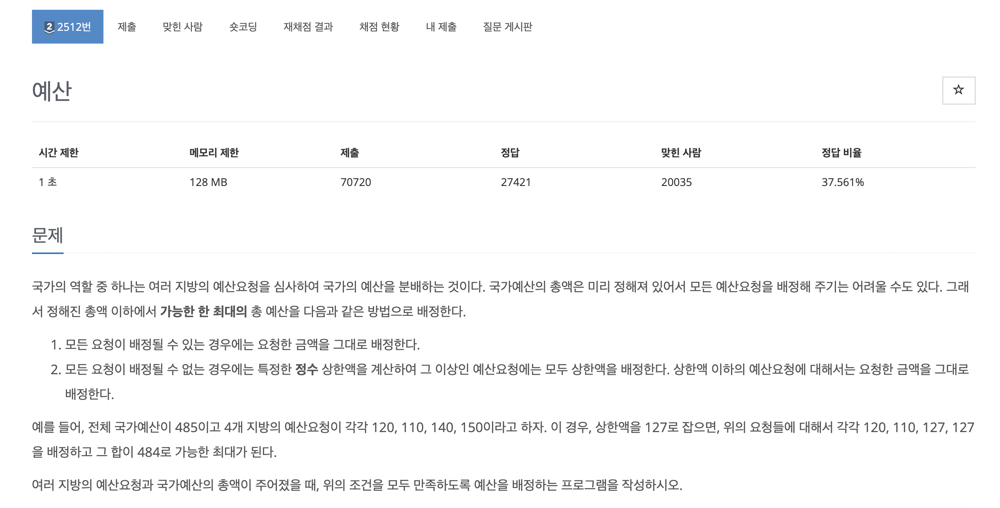 2 2512번 제출 맞힌 사람 숏코딩 재채점 결과 채점 현황 내 제출 질문 게시판
예산
시간 제한 메모리 제한 제출 정답 맞힌 사람 정답 비율
1 초 128 MB 70720 27421 20035 37.561%
문제
국가의 역할 중 하나는 여러 지방의 예산요청을 심사하여 국가의 예산을 분배하는 것이다. 국가예산의 총액은 미리 정해져 있어서 모든 예산요청을 배정해 주기는 어려울 수도 있다. 그래
서 정해진 총액 이하에서 가능한 한 최대의 총 예산을 다음과 같은 방법으로 배정한다.
1. 모든 요청이 배정될 수 있는 경우에는 요청한 금액을 그대로 배정한다.
2. 모든 요청이 배정될 수 없는 경우에는 특정한 정수 상한액을 계산하여 그 이상인 예산요청에는 모두 상한액을 배정한다. 상한액 이하의 예산요청에 대해서는 요청한 금액을 그대로
배정한다.
예를 들어, 전체 국가예산이 485이고 4개 지방의 예산요청이 각각 120, 110, 140, 150이라고 하자. 이 경우, 상한액을 127로 잡으면, 위의 요청들에 대해서 각각 120, 110, 127, 127
을 배정하고 그 합이 484로 가능한 최대가 된다.
여러 지방의 예산요청과 국가예산의 총액이 주어졌을 때, 위의 조건을 모두 만족하도록 예산을 배정하는 프로그램을 작성하시오.